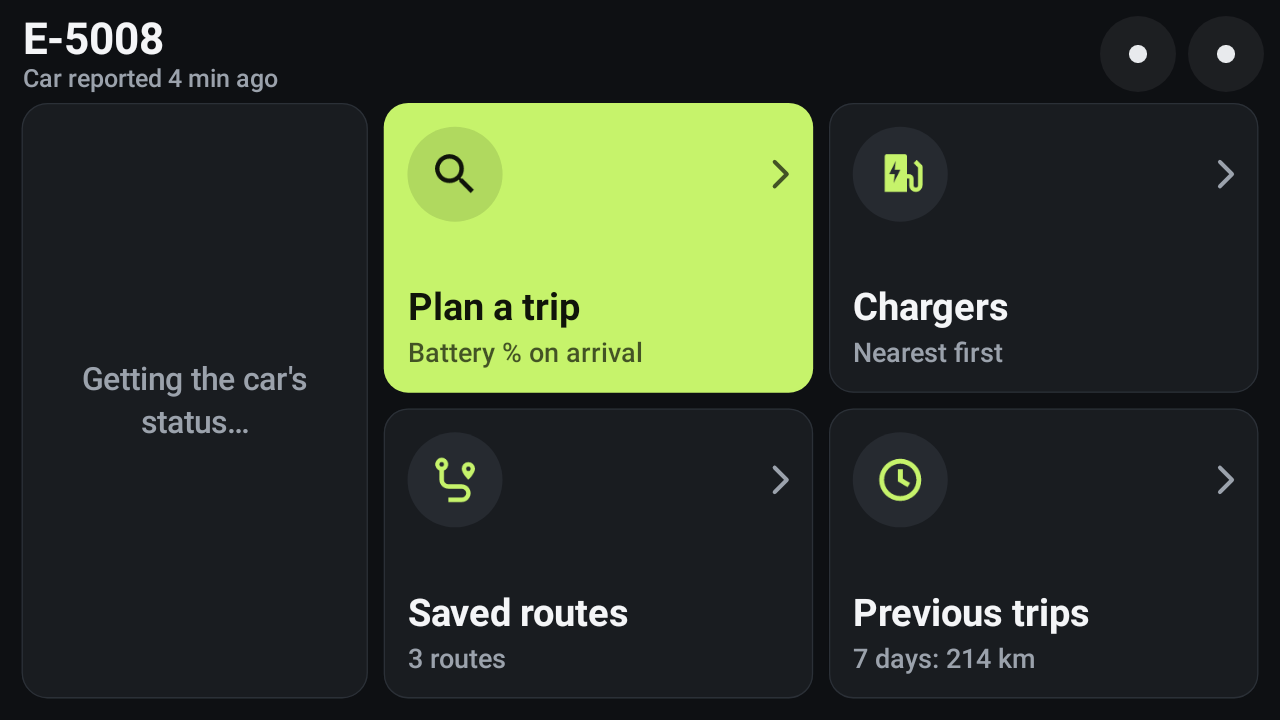 E-5008
Car reported 4 min ago
Getting the car's
status…
Plan a trip
Battery % on arrival
Chargers
Nearest first
Saved routes
3 routes
Previous trips
7 days: 214 km